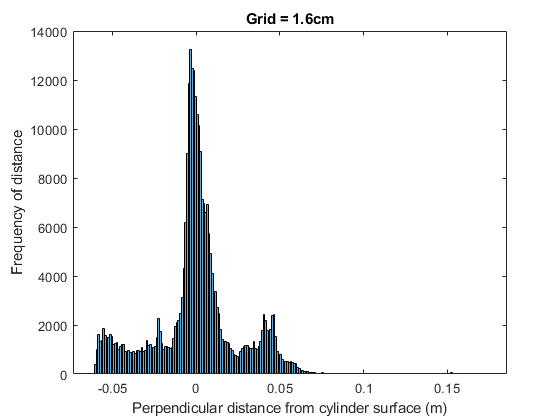 Grid = 1.6cm
14000
12000
10000
8000
6000
4000
2000
0
Frequency of distance
-0.05 0 0.05 0.1 0.15
Perpendicular distance from cylinder surface (m)